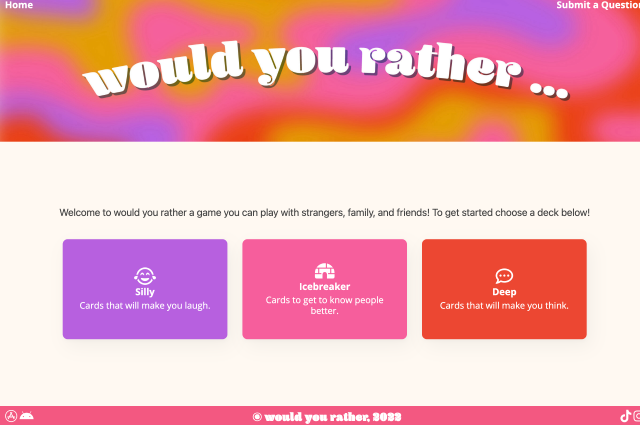 Home
Submit a Question
would you rather ...
Welcome to would you rather a game you can play with strangers, family, and friends! To get started choose a deck below!
Silly
Cards that will make you laugh.
Icebreaker
Cards to get to know people
better.
Deep
Cards that will make you think.
would you rather, 2023